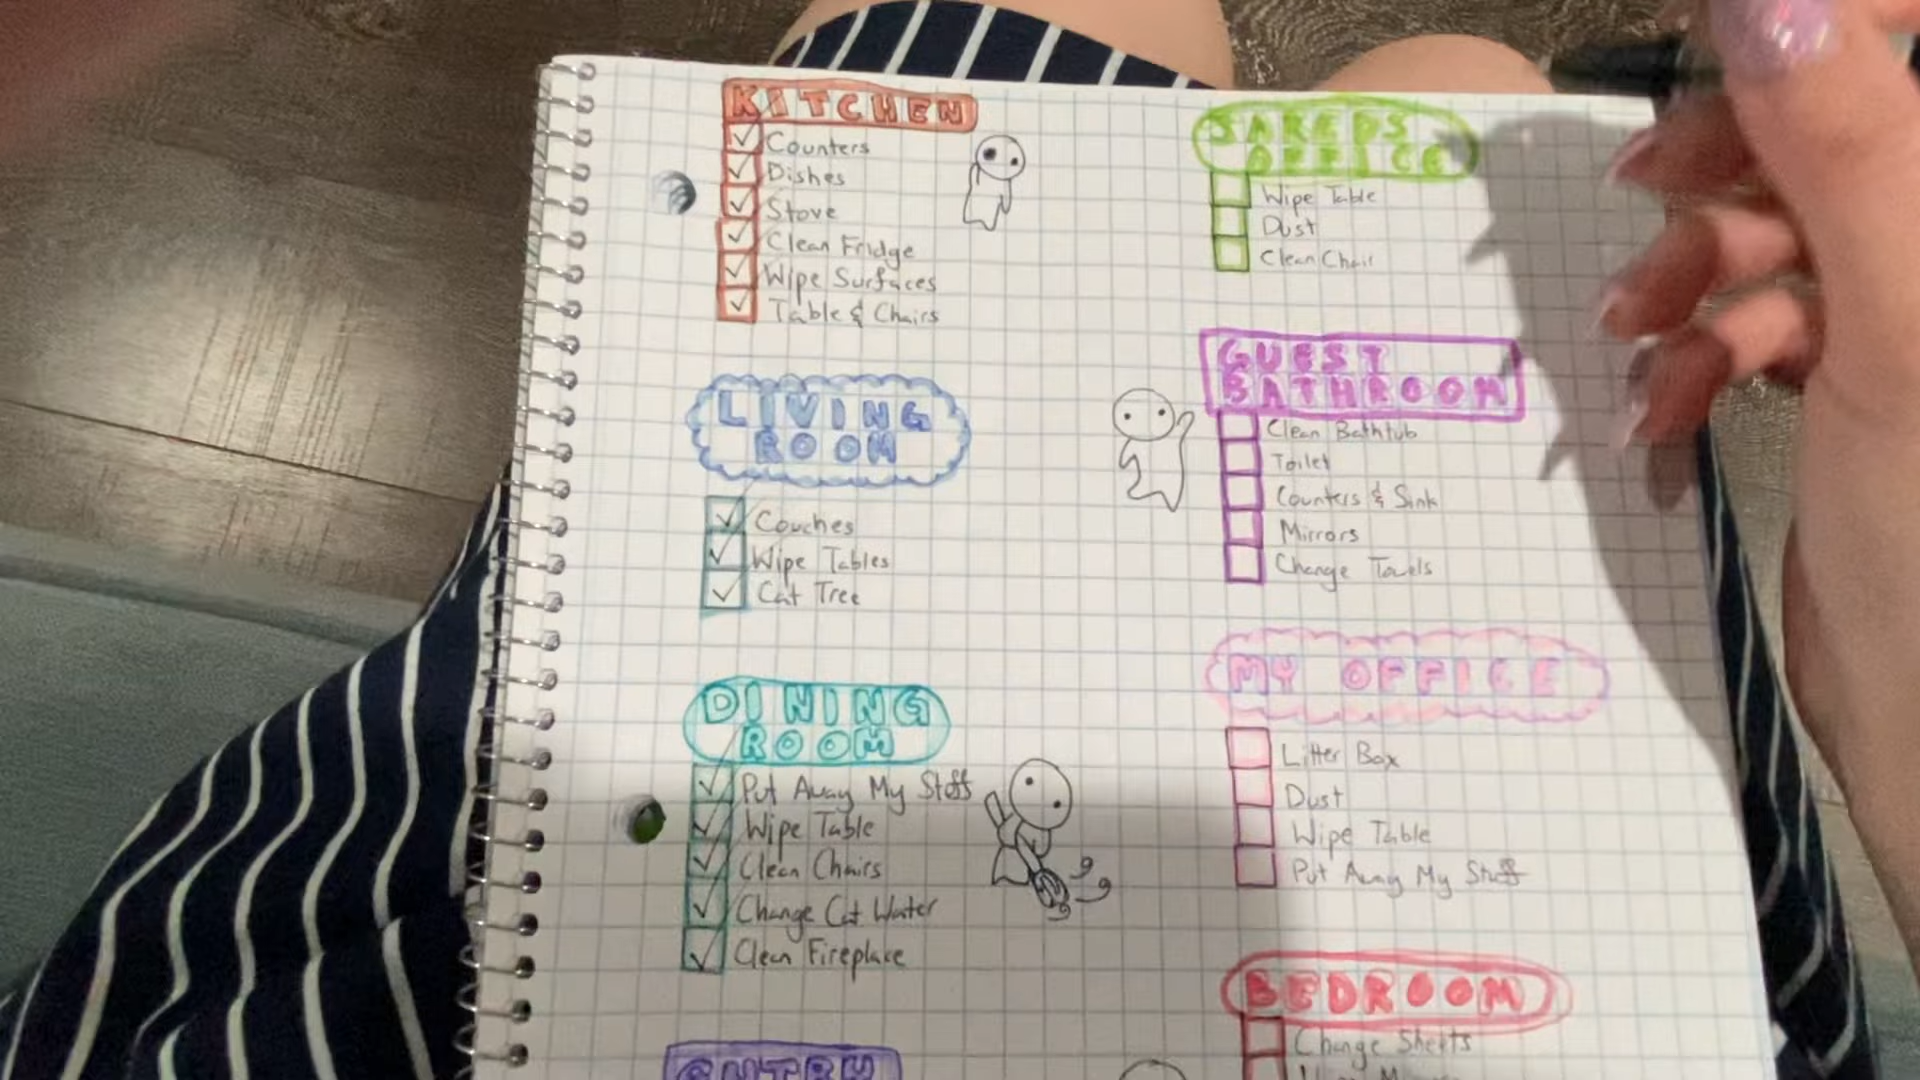 KITCHEN
Counters
Dishes
Stove
Clean Fridge
Wipe Surfaces
Table & Chairs
LIVING
ROOM
Couches
Wipe Tables
Cat Tree
DINING
ROOM
Put Away My Stuff
Wipe Table
Clean Chairs
Change Cat Water
Clean Fireplace
OFFICE
Wipe Table
Dust
Clean Chair
GUEST
BATHROOM
Clean Bathtub
Toilet
Counters & Sink
Mirrors
Change Towels
MY OFFICE
Litter Box
Dust
Wipe Table
Put Away My Stuff
BEDROOM
Change Sheets